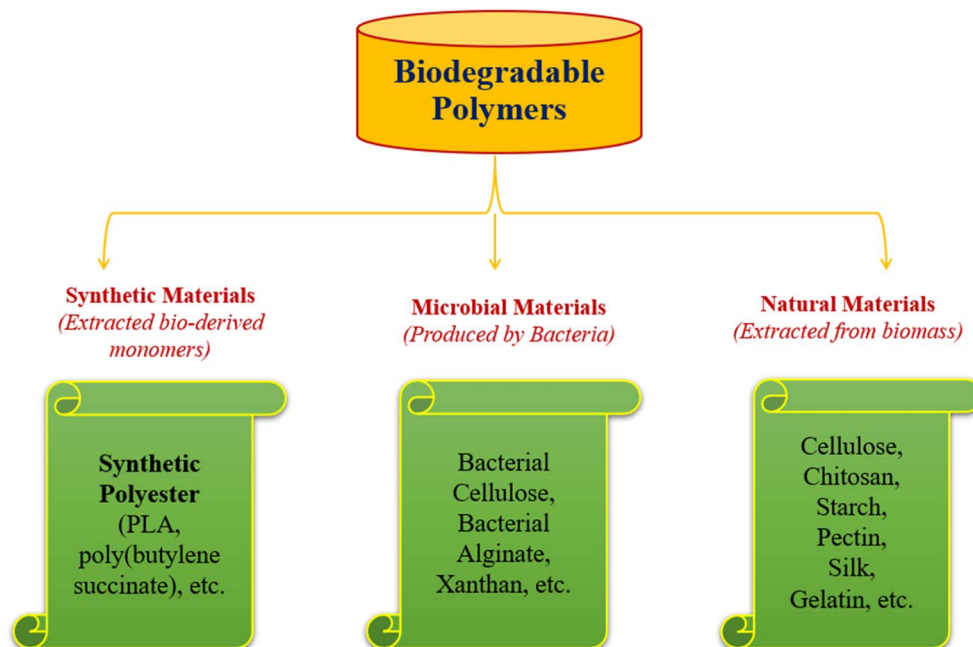 Biodegradable
Polymers
Synthetic Materials
(Extracted bio-derived
monomers)
Microbial Materials
(Produced by Bacteria)
Natural Materials
(Extracted from biomass)
Synthetic
Polyester
(PLA,
poly(butylene
succinate), etc.
Bacterial
Cellulose,
Bacterial
Alginate,
Xanthan, etc.
Cellulose,
Chitosan,
Starch,
Pectin,
Silk,
Gelatin, etc.